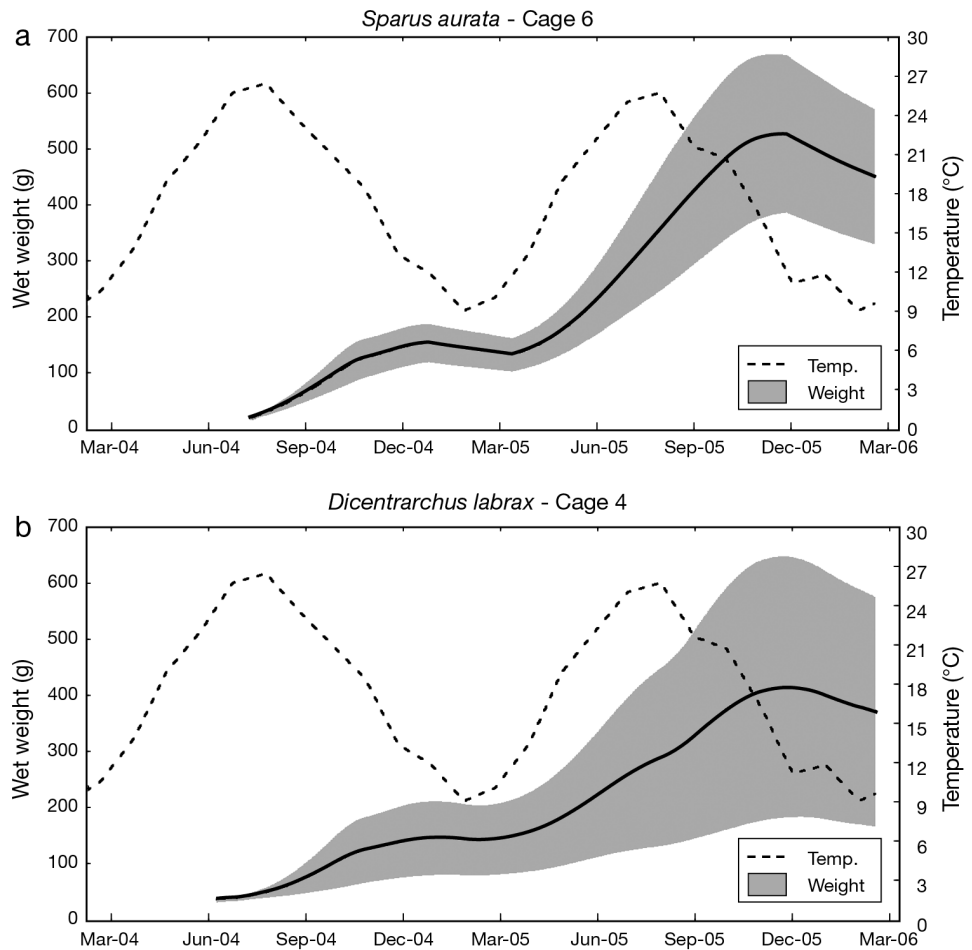 Sparus aurata - Cage 6
a
700
600
500
400
300
200
100
0
Wet weight (g)
30
27
24
21
18
15
12
9
6
3
0
Temperature (°C)
Temp.
Weight
Mar-04 Jun-04 Sep-04 Dec-04 Mar-05 Jun-05 Sep-05 Dec-05 Mar-06
Dicentrarchus labrax - Cage 4
b
700
600
500
400
300
200
100
0
Wet weight (g)
30
27
24
21
18
15
12
9
6
3
0
Temperature (°C)
Temp.
Weight
Mar-04 Jun-04 Sep-04 Dec-04 Mar-05 Jun-05 Sep-05 Dec-05 Mar-06